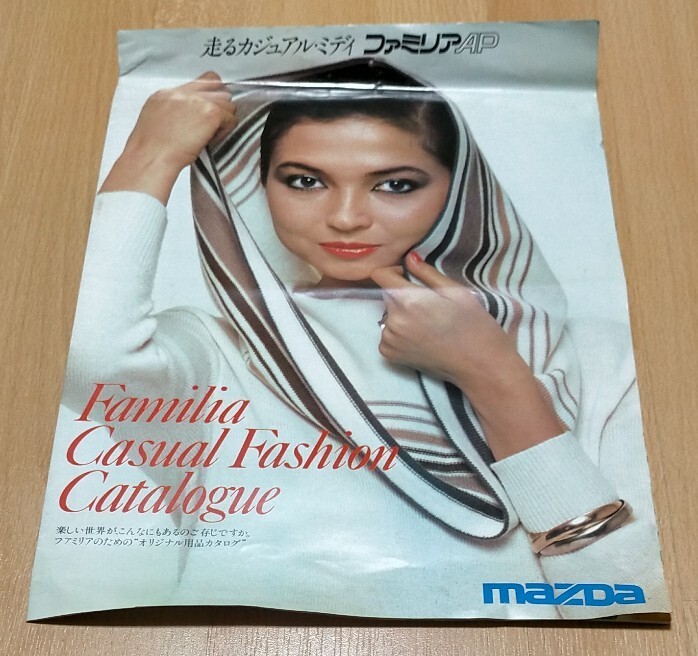 走るカジュアル・ミディ ファミリアAP
Familia
Casual Fashion
Catalogue
楽しい世界が、こんなにもあるのご存じですか。
ファミリアのための“オリジナル用品カタログ”
mazda